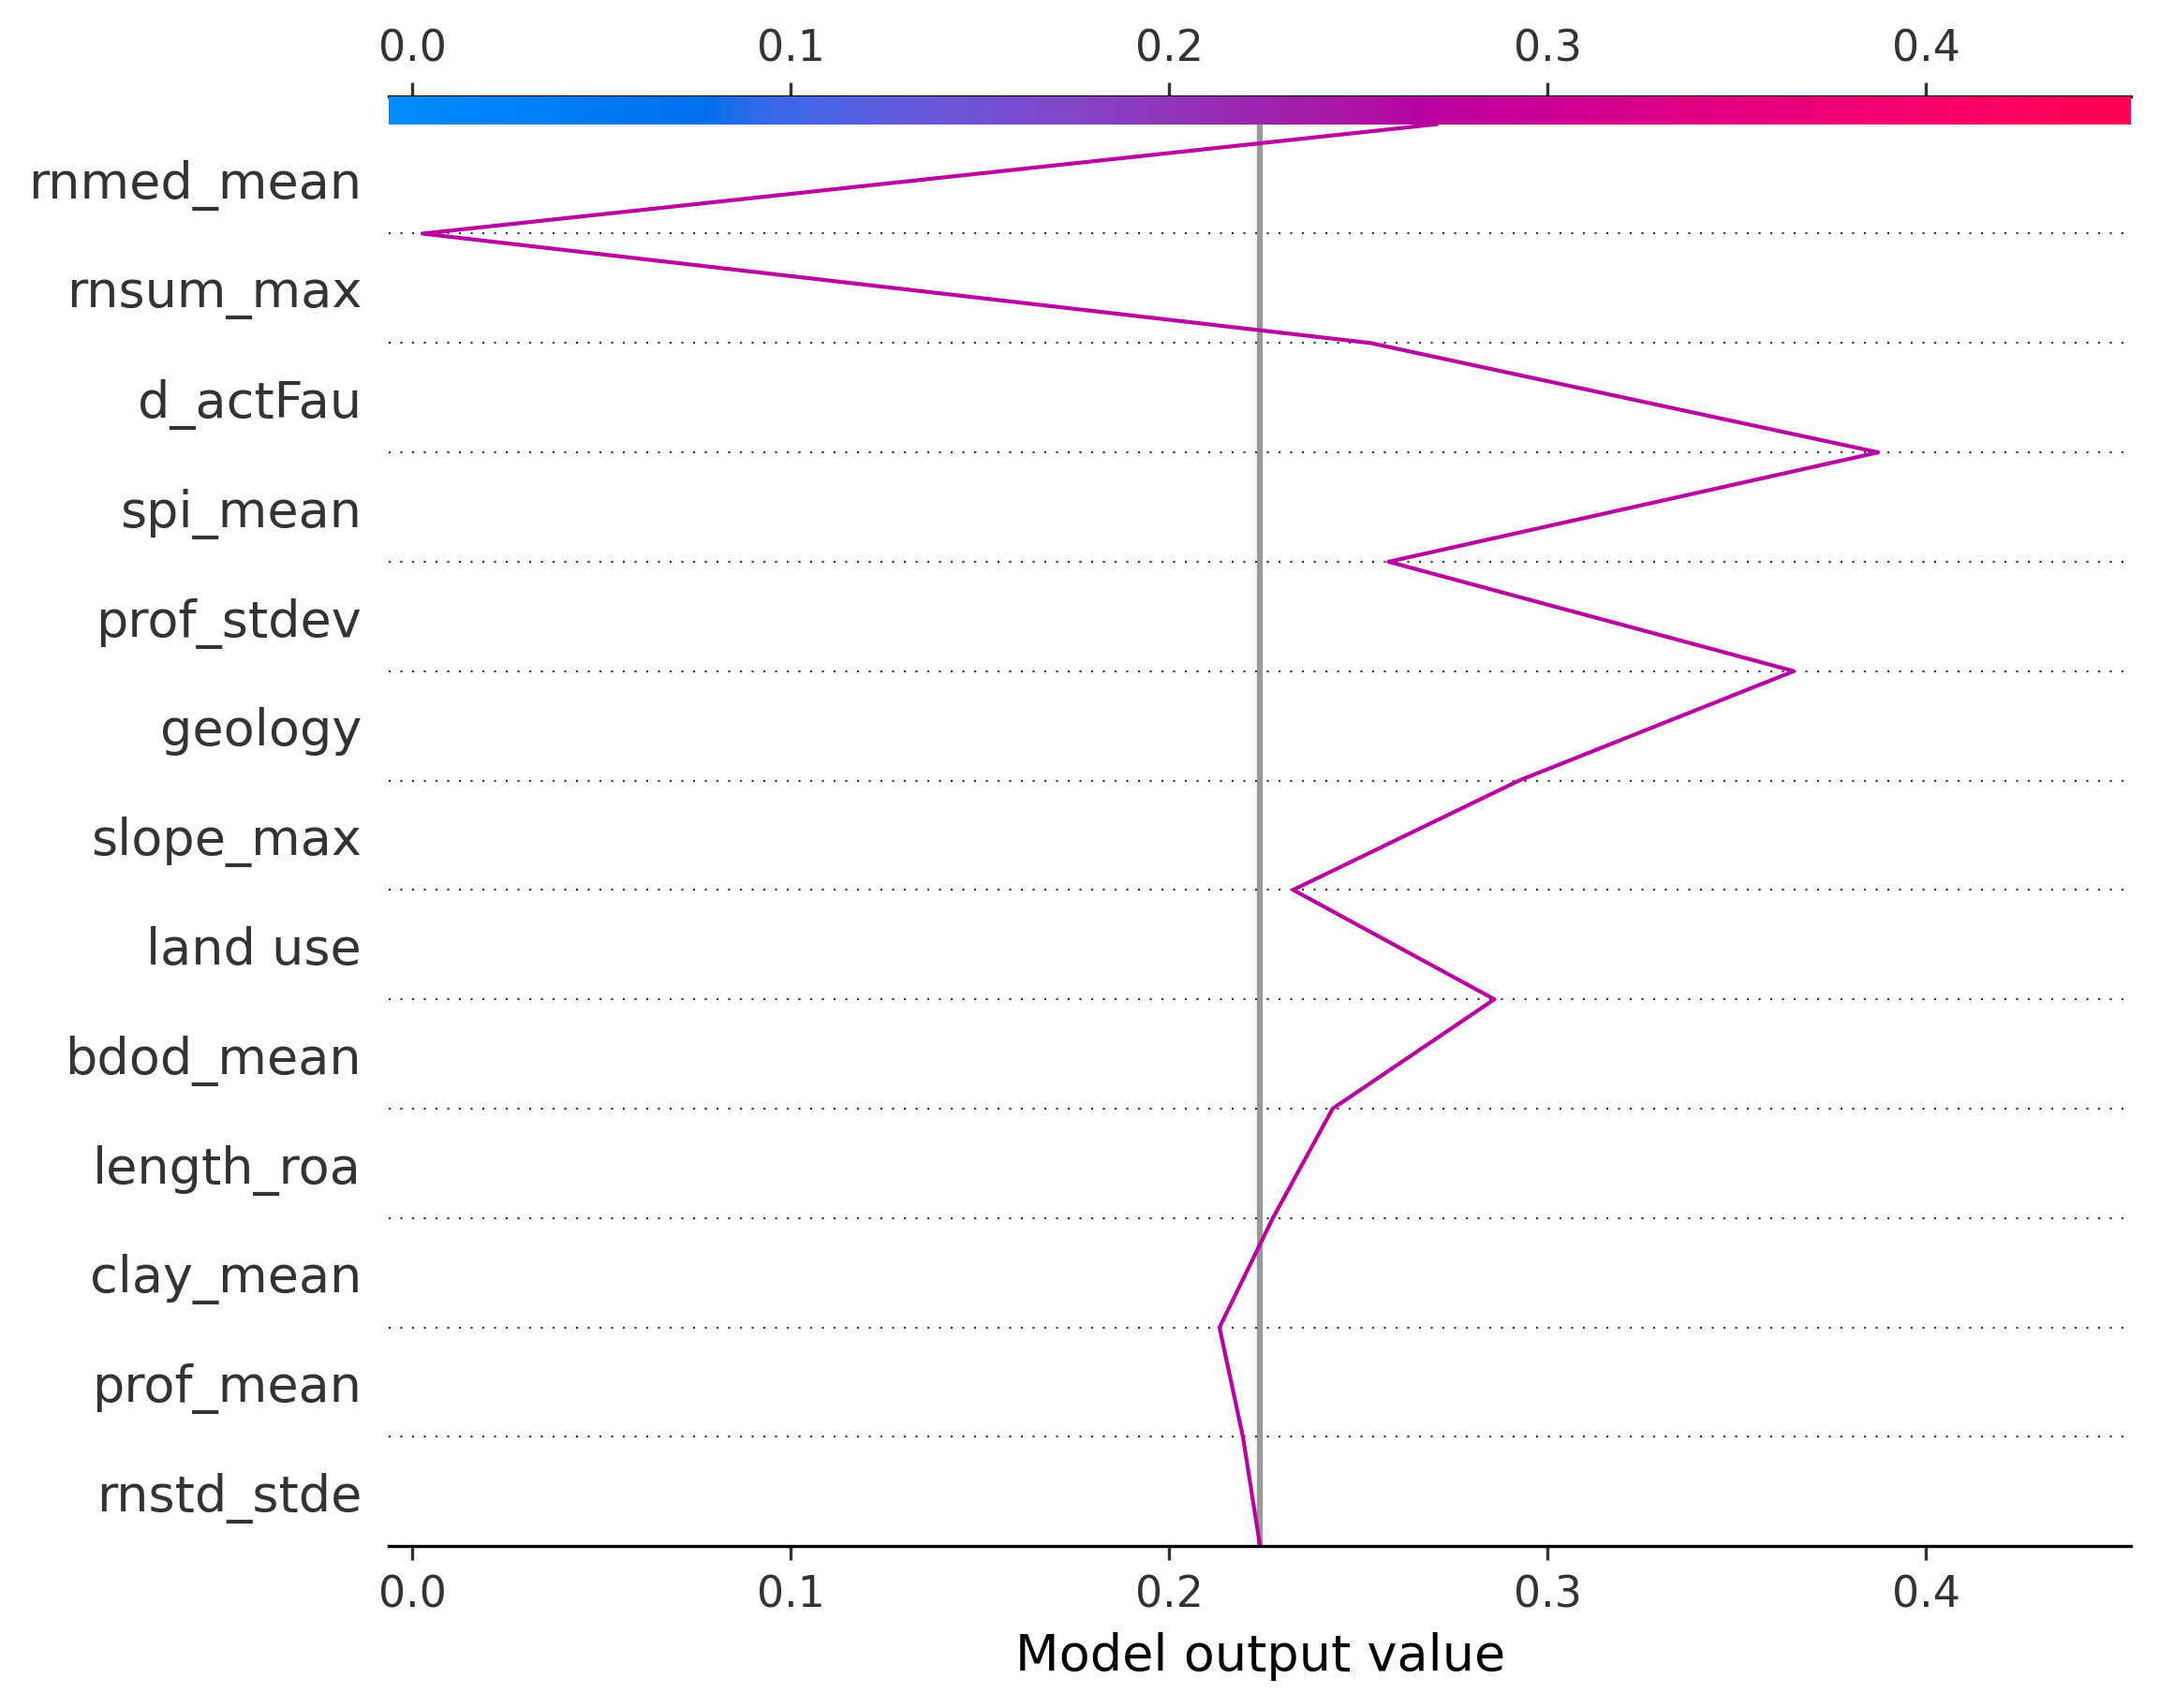 0.0 0.1 0.2 0.3 0.4
rnmed_mean
rnsum_max
d_actFau
spi_mean
prof_stdev
geology
slope_max
land use
bdod_mean
length_roa
clay_mean
prof_mean
rnstd_stde
0.0 0.1 0.2 0.3 0.4
Model output value